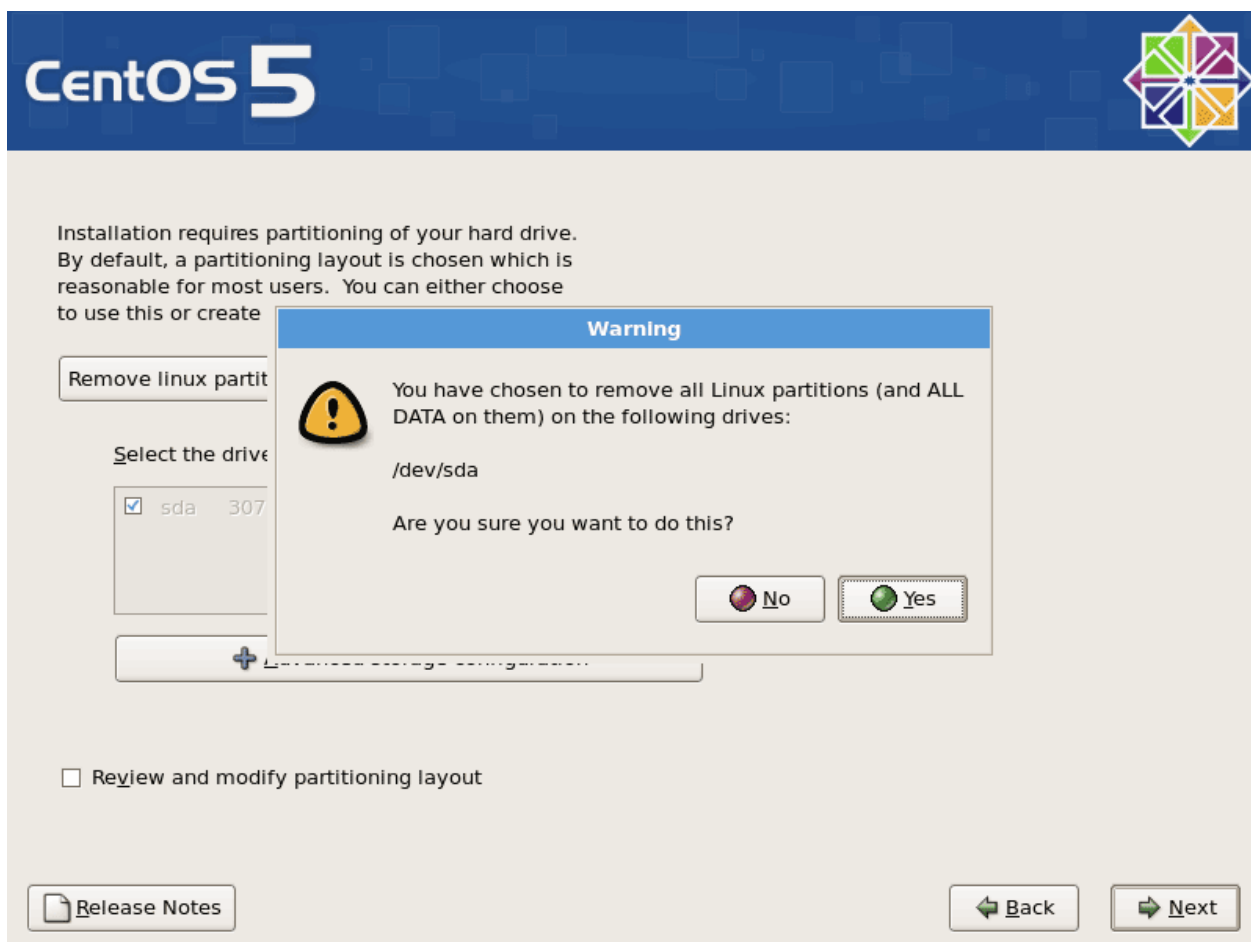 CentOS 5
Installation requires partitioning of your hard drive.
By default, a partitioning layout is chosen which is
reasonable for most users. You can either choose
to use this or create
Warning
Remove linux partit
You have chosen to remove all Linux partitions (and ALL
DATA on them) on the following drives:
Select the drive
/dev/sda
sda 307
Are you sure you want to do this?
No
Yes
Advanced storage configuration
Review and modify partitioning layout
Release Notes
Back
Next